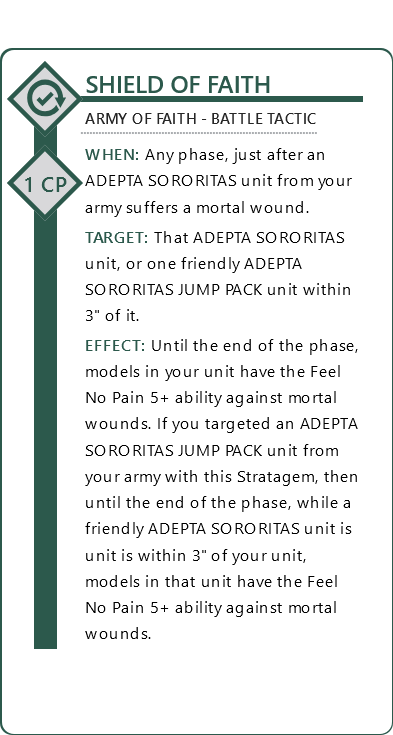 SHIELD OF FAITH
ARMY OF FAITH - BATTLE TACTIC
WHEN: Any phase, just after an
1 CP
ADEPTA SORORITAS unit from your
army suffers a mortal wound.
TARGET: That ADEPTA SORORITAS
unit, or one friendly ADEPTA
SORORITAS JUMP PACK unit within
3" of it.
EFFECT: Until the end of the phase,
models in your unit have the Feel
No Pain 5+ ability against mortal
wounds. If you targeted an ADEPTA
SORORITAS JUMP PACK unit from
your army with this Stratagem, then
until the end of the phase, while a
friendly ADEPTA SORORITAS unit is
unit is within 3" of your unit,
models in that unit have the Feel
No Pain 5+ ability against mortal
wounds.